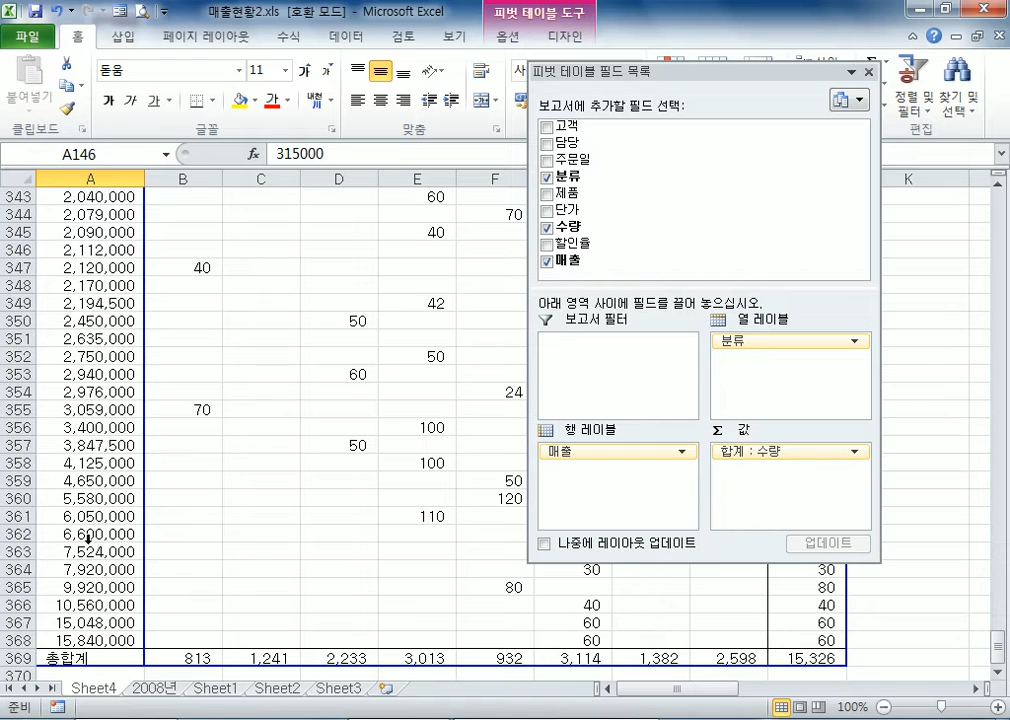 매출현황2.xls [호환 모드] - Microsoft Excel
피벗 테이블 도구
파일 홈 삽입 페이지 레이아웃 수식 데이터 검토 보기 옵션 디자인
돋움 11
붙여넣기
가 가 가 가 내천
정렬 및 필터 찾기 및 선택
클립보드 글꼴 맞춤 편집
A146 fx 315000
A B C D E F K
343 2,040,000 60
344 2,079,000 70
345 2,090,000 40
346 2,112,000
347 2,120,000 40
348 2,170,000
349 2,194,500 42
350 2,450,000 50
351 2,635,000
352 2,750,000 50
353 2,940,000 60
354 2,976,000 24
355 3,059,000 70
356 3,400,000 100
357 3,847,500 50
358 4,125,000 100
359 4,650,000 50
360 5,580,000 120
361 6,050,000 110
362 6,600,000
363 7,524,000
364 7,920,000 30 30
365 9,920,000 80 80
366 10,560,000 40 40
367 15,048,000 60 60
368 15,840,000 60 60
369 총합계 813 1,241 2,233 3,013 932 3,114 1,382 2,598 15,326
370
피벗 테이블 필드 목록
보고서에 추가할 필드 선택:
고객
담당
주문일
분류
제품
단가
수량
할인율
매출
아래 영역 사이에 필드를 끌어 놓으십시오.
보고서 필터 열 레이블
분류
행 레이블 Σ 값
매출 합계 : 수량
나중에 레이아웃 업데이트 업데이트
Sheet4 2008년 Sheet1 Sheet2 Sheet3
준비 100%